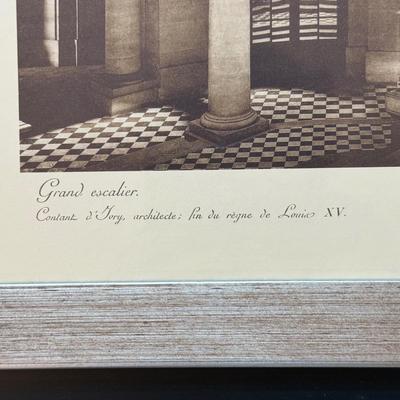 Grand escalier.
Contant d'Ivry, architecte; fin du règne de Louis XV.